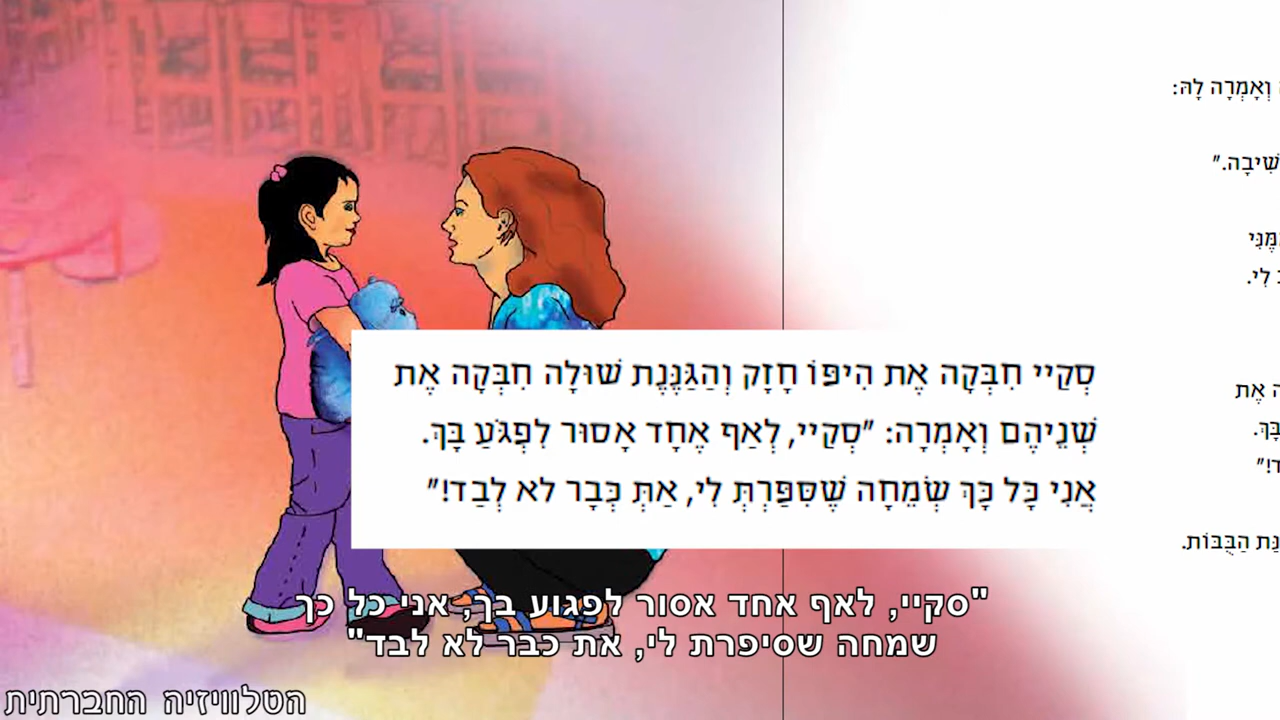 וְאָמְרָה לָהּ:
לִי.
אֶת
בָּךְ.
הַבֻּבּוֹת.
סְקַיי חִבְּקָה אֶת הִיפּוֹ חָזָק וְהַגַּנֶּנֶת שׁוּלָה חִבְּקָה אֶת
שְׁנֵיהֶם וְאָמְרָה: "סְקַיי, לְאַף אֶחָד אָסוּר לִפְגֹּעַ בָּךְ.
אֲנִי כָּל כָּךְ שְׂמֵחָה שֶׁסִּפַּרְתְּ לִי, אַתְּ כְּבָר לֹא לְבַד!"
"סקיי, לאף אחד אסור לפגוע בך, אני כל כך
שמחה שסיפרת לי, את כבר לא לבד"
הטלוויזיה החברתית